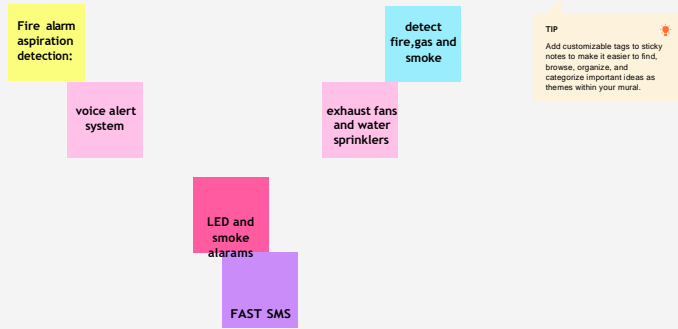 Fire alarm
aspiration
detection:
voice alert
system
detect
fire,gas and
smoke
exhaust fans
and water
sprinklers
LED and
smoke
alarams
FAST SMS
TIP
Add customizable tags to sticky
notes to make it easier to find,
browse, organize, and
categorize important ideas as
themes within your mural.